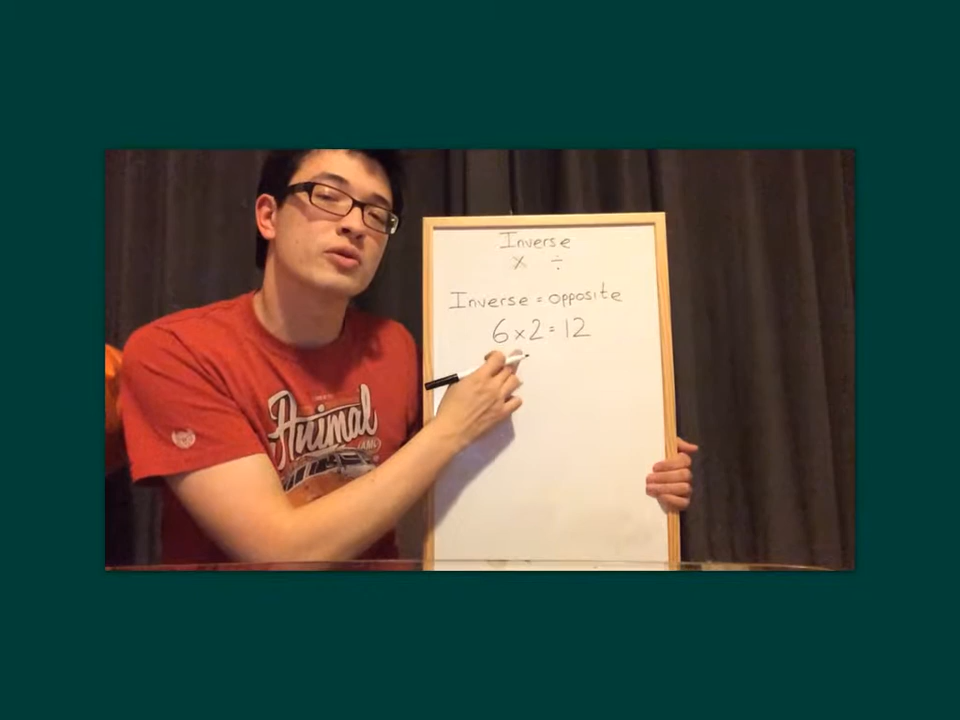 Inverse
× ÷
Inverse = opposite
6 × 2 = 12
Animal